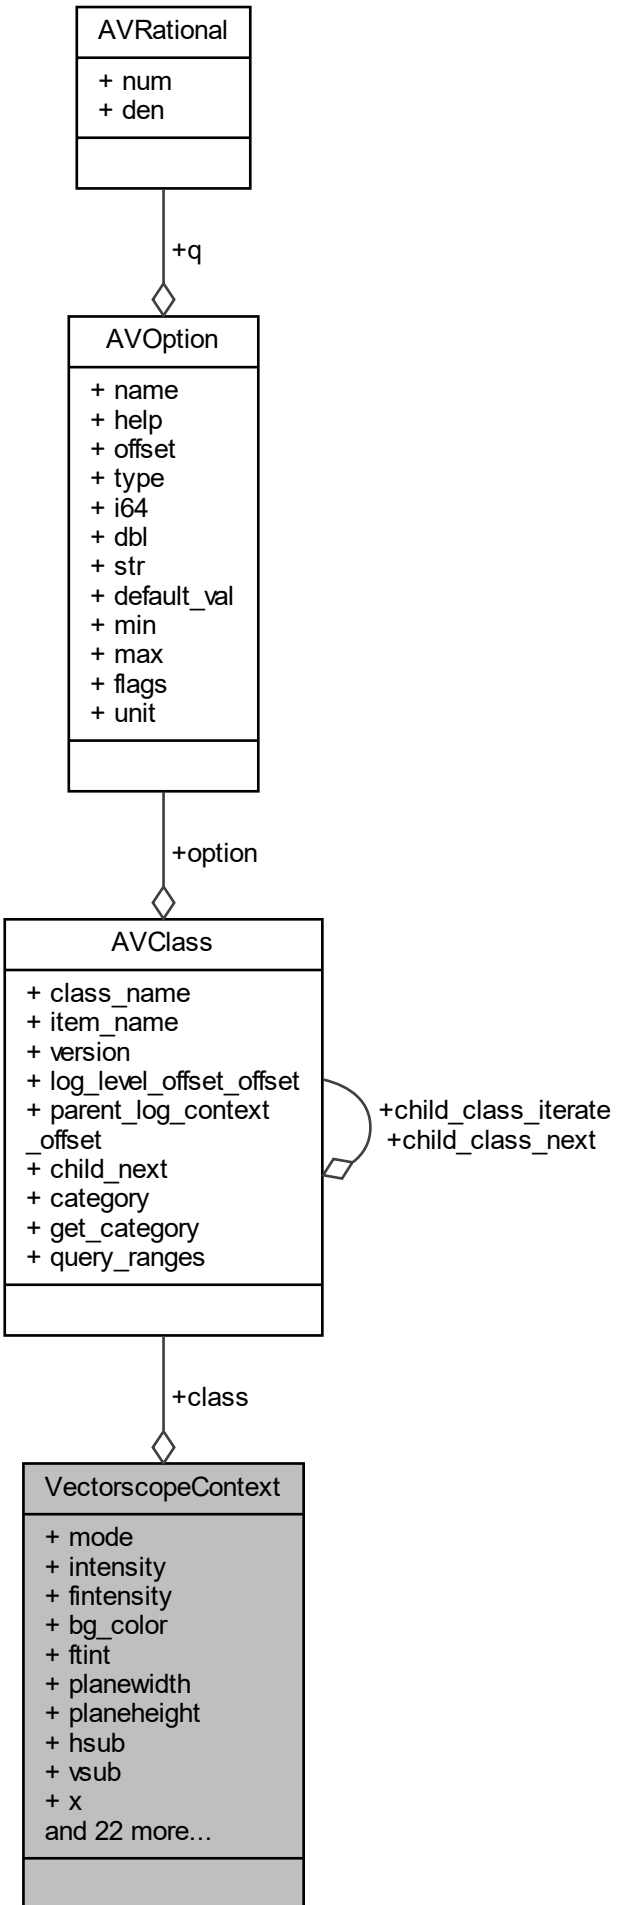 AVRational
+ num
+ den
+q
AVOption
+ name
+ help
+ offset
+ type
+ i64
+ dbl
+ str
+ default_val
+ min
+ max
+ flags
+ unit
+option
AVClass
+ class_name
+ item_name
+ version
+ log_level_offset_offset
+ parent_log_context
_offset
+ child_next
+ category
+ get_category
+ query_ranges
+child_class_iterate
+child_class_next
+class
VectorscopeContext
+ mode
+ intensity
+ fintensity
+ bg_color
+ ftint
+ planewidth
+ planeheight
+ hsub
+ vsub
+ x
and 22 more...